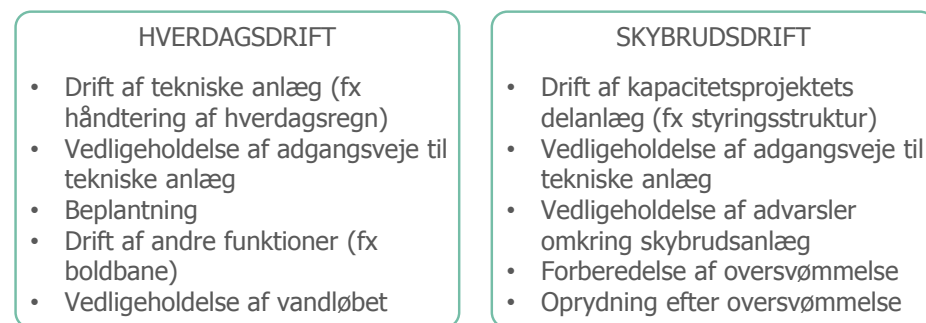 HVERDAGSDRIFT
• Drift af tekniske anlæg (fx
håndtering af hverdagsregn)
• Vedligeholdelse af adgangsveje til
tekniske anlæg
• Beplantning
• Drift af andre funktioner (fx
boldbane)
• Vedligeholdelse af vandløbet
SKYBRUDSDRIFT
• Drift af kapacitetsprojektets
delanlæg (fx styringsstruktur)
• Vedligeholdelse af adgangsveje til
tekniske anlæg
• Vedligeholdelse af advarsler
omkring skybrudsanlæg
• Forberedelse af oversvømmelse
• Oprydning efter oversvømmelse